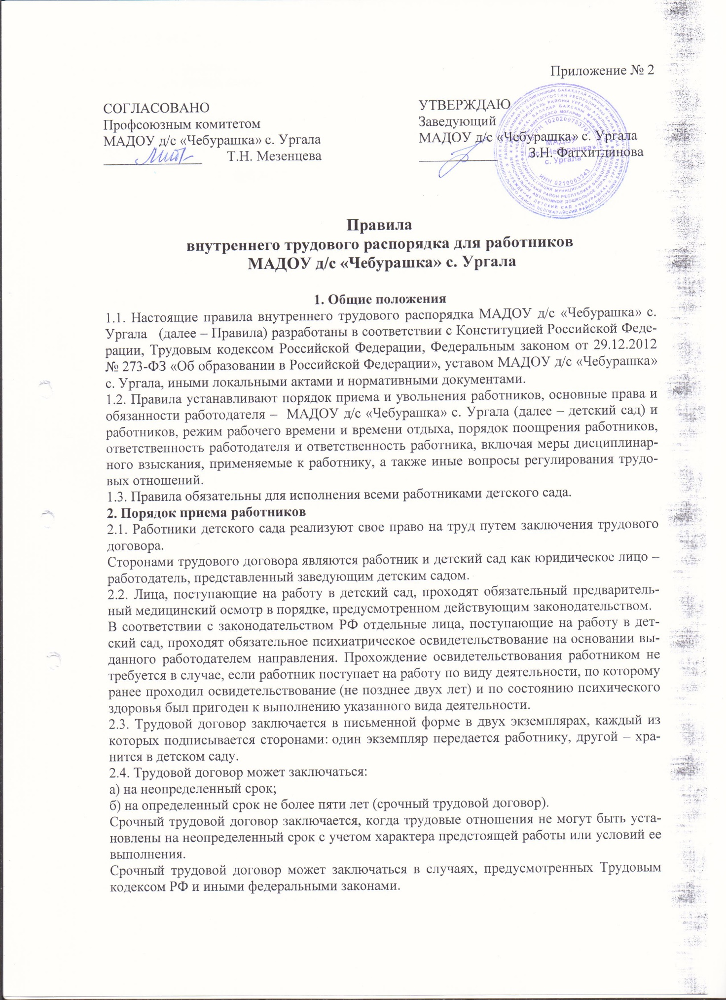 Приложение № 2
СОГЛАСОВАНО
Профсоюзным комитетом
МАДОУ д/с «Чебурашка» с. Ургала
Т.Н. Мезенцева
УТВЕРЖДАЮ
Заведующий
МАДОУ д/с «Чебурашка» с. Ургала
З.Н. Фатхитдинова
МАДОУ
д/с «Чебурашка»
с. Ургала
ИНН 0210003343
Правила
внутреннего трудового распорядка для работников
МАДОУ д/с «Чебурашка» с. Ургала
1. Общие положения
1.1. Настоящие правила внутреннего трудового распорядка МАДОУ д/с «Чебурашка» с.
Ургала (далее – Правила) разработаны в соответствии с Конституцией Российской Феде-
рации, Трудовым кодексом Российской Федерации, Федеральным законом от 29.12.2012
№ 273-ФЗ «Об образовании в Российской Федерации», уставом МАДОУ д/с «Чебурашка»
с. Ургала, иными локальными актами и нормативными документами.
1.2. Правила устанавливают порядок приема и увольнения работников, основные права и
обязанности работодателя – МАДОУ д/с «Чебурашка» с. Ургала (далее – детский сад) и
работников, режим рабочего времени и времени отдыха, порядок поощрения работников,
ответственность работодателя и ответственность работника, включая меры дисциплинар-
ного взыскания, применяемые к работнику, а также иные вопросы регулирования трудо-
вых отношений.
1.3. Правила обязательны для исполнения всеми работниками детского сада.
2. Порядок приема работников
2.1. Работники детского сада реализуют свое право на труд путем заключения трудового
договора.
Сторонами трудового договора являются работник и детский сад как юридическое лицо –
работодатель, представленный заведующим детским садом.
2.2. Лица, поступающие на работу в детский сад, проходят обязательный предваритель-
ный медицинский осмотр в порядке, предусмотренном действующим законодательством.
В соответствии с законодательством РФ отдельные лица, поступающие на работу в дет-
ский сад, проходят обязательное психиатрическое освидетельствование на основании вы-
данного работодателем направления. Прохождение освидетельствования работником не
требуется в случае, если работник поступает на работу по виду деятельности, по которому
ранее проходил освидетельствование (не позднее двух лет) и по состоянию психического
здоровья был пригоден к выполнению указанного вида деятельности.
2.3. Трудовой договор заключается в письменной форме в двух экземплярах, каждый из
которых подписывается сторонами: один экземпляр передается работнику, другой – хра-
нится в детском саду.
2.4. Трудовой договор может заключаться:
а) на неопределенный срок;
б) на определенный срок не более пяти лет (срочный трудовой договор).
Срочный трудовой договор заключается, когда трудовые отношения не могут быть уста-
новлены на неопределенный срок с учетом характера предстоящей работы или условий ее
выполнения.
Срочный трудовой договор может заключаться в случаях, предусмотренных Трудовым
кодексом РФ и иными федеральными законами.